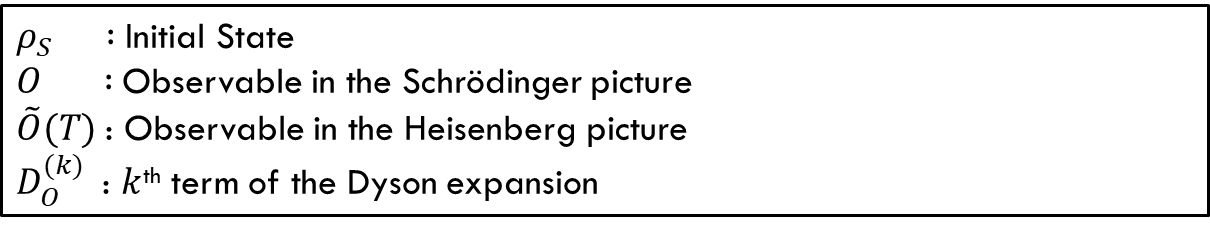 ρ_S : Initial State
O : Observable in the Schrödinger picture
Õ(T) : Observable in the Heisenberg picture
D_O^(k) : kth term of the Dyson expansion